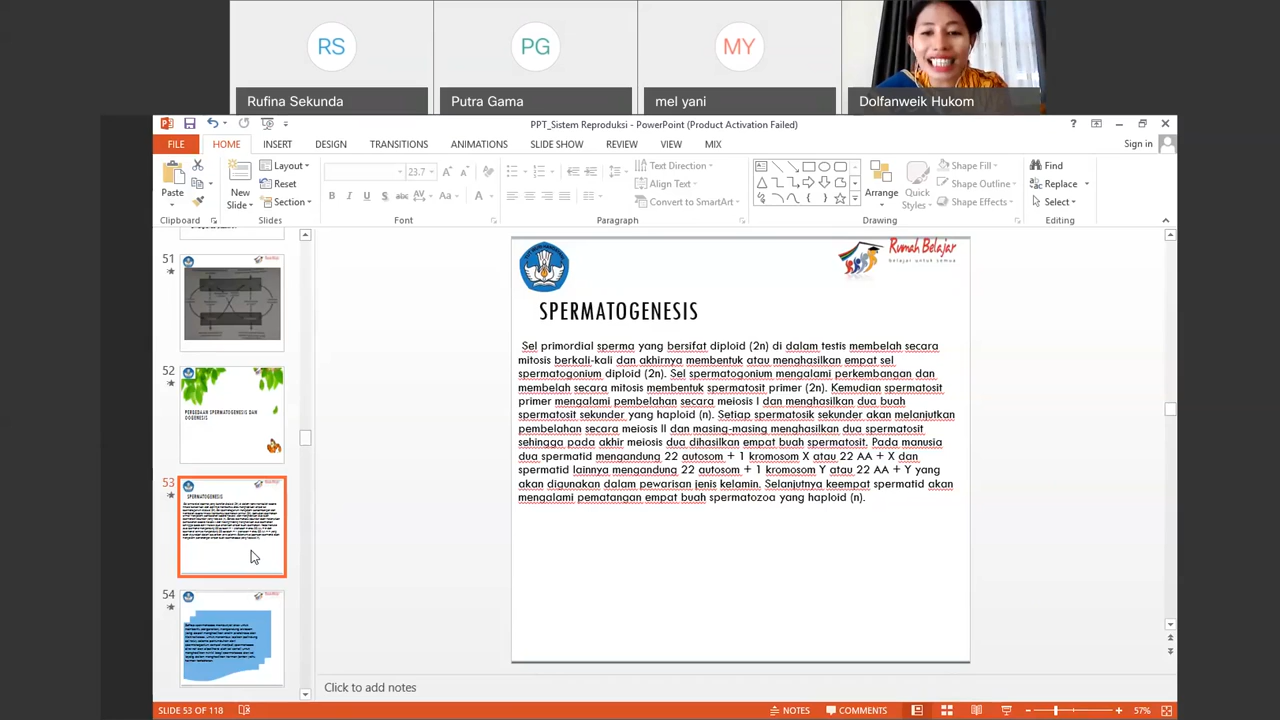 RS
PG
MY
Rufina Sekunda
Putra Gama
mel yani
Dolfanweik Hukom
PPT_Sistem Reproduksi - PowerPoint (Product Activation Failed)
FILE HOME INSERT DESIGN TRANSITIONS ANIMATIONS SLIDE SHOW REVIEW VIEW MIX
Sign in
Paste
New Slide
Layout
Reset
Section
23.7
Text Direction
Align Text
Convert to SmartArt
Arrange
Quick Styles
Shape Fill
Shape Outline
Shape Effects
Find
Replace
Select
Clipboard
Slides
Font
Paragraph
Drawing
Editing
51
52
PERBEDAAN SPERMATOGENESIS DAN
OOGENESIS
53
SPERMATOGENESIS
54
Rumah Belajar
Belajar untuk semua
SPERMATOGENESIS
Sel primordial sperma yang bersifat diploid (2n) di dalam testis membelah secara
mitosis berkali-kali dan akhirnya membentuk atau menghasilkan empat sel
spermatogonium diploid (2n). Sel spermatogonium mengalami perkembangan dan
membelah secara mitosis membentuk spermatosit primer (2n). Kemudian spermatosit
primer mengalami pembelahan secara meiosis I dan menghasilkan dua buah
spermatosit sekunder yang haploid (n). Setiap spermatosik sekunder akan melanjutkan
pembelahan secara meiosis II dan masing-masing menghasilkan dua spermatosit
sehingga pada akhir meiosis dua dihasilkan empat buah spermatosit. Pada manusia
dua spermatid mengandung 22 autosom + 1 kromosom X atau 22 AA + X dan
spermatid lainnya mengandung 22 autosom + 1 kromosom Y atau 22 AA + Y yang
akan digunakan dalam pewarisan jenis kelamin. Selanjutnya keempat spermatid akan
mengalami pematangan empat buah spermatozoa yang haploid (n).
Click to add notes
SLIDE 53 OF 118
NOTES
COMMENTS
57%